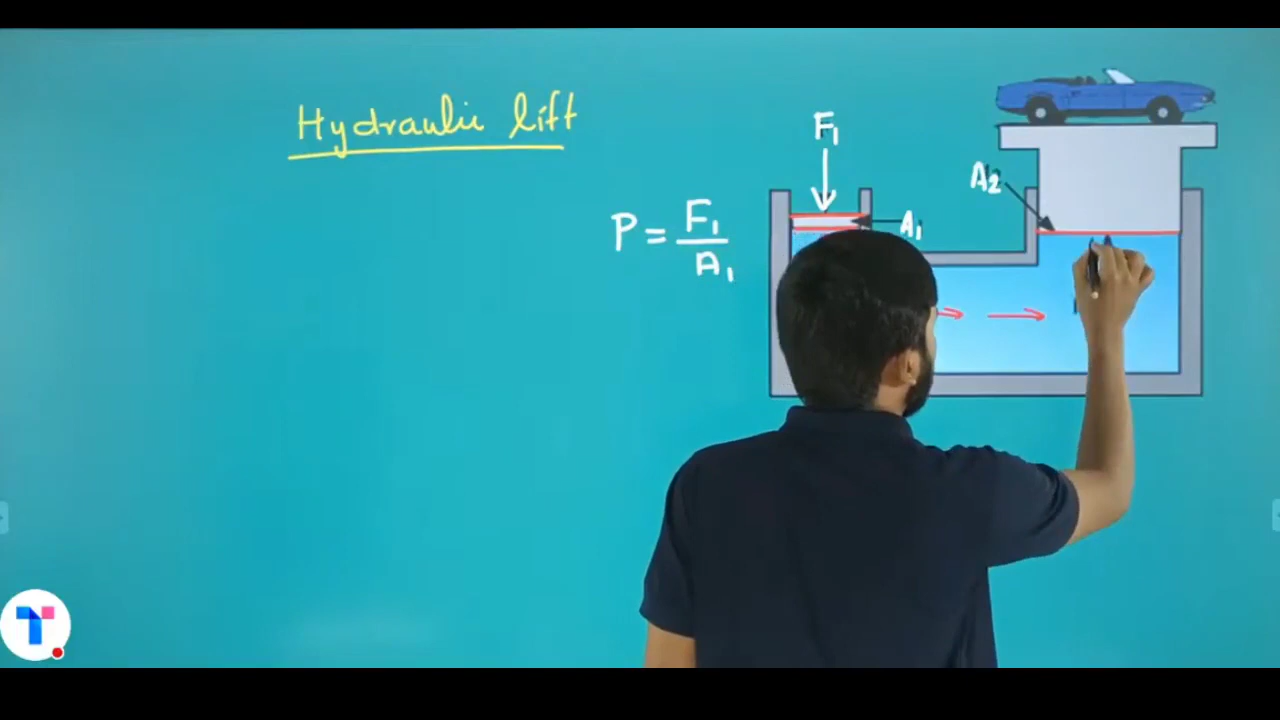 Hydraulic lift
F₁
A₂
A₁
P = F₁ / A₁
T